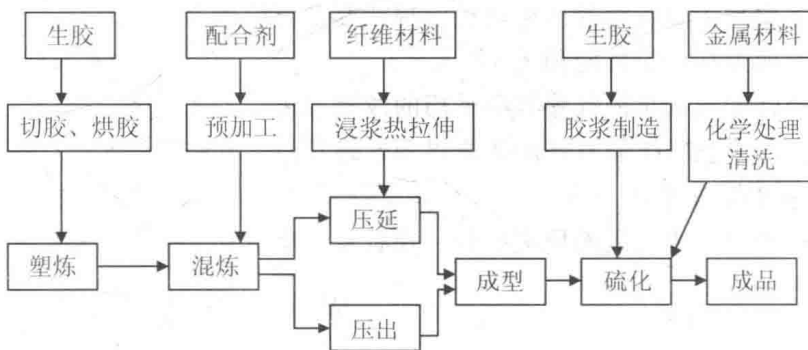 生胶
配合剂
纤维材料
生胶
金属材料
切胶、烘胶
预加工
浸浆热拉伸
胶浆制造
化学处理
清洗
压延
塑炼
混炼
成型
硫化
成品
压出